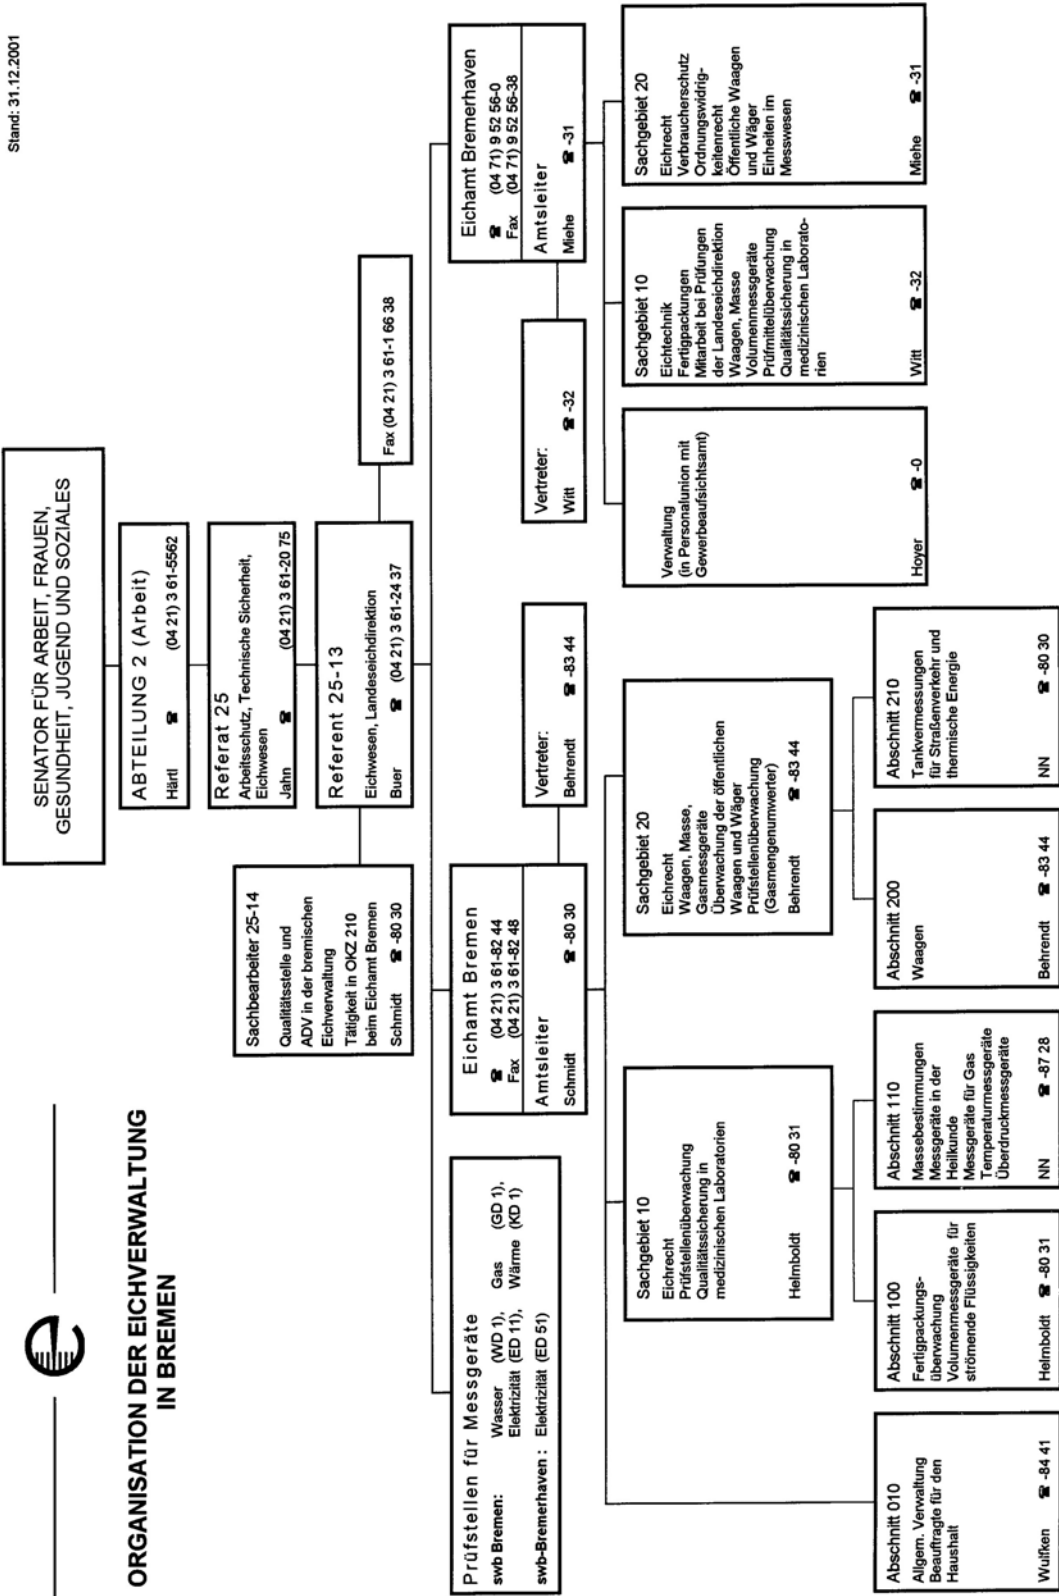 Stand: 31.12.2001
ORGANISATION DER EICHVERWALTUNG
IN BREMEN
SENATOR FÜR ARBEIT, FRAUEN,
GESUNDHEIT, JUGEND UND SOZIALES
ABTEILUNG 2 (Arbeit)
Härtl ☎ (04 21) 3 61-5562
Referat 25
Arbeitsschutz, Technische Sicherheit,
Eichwesen
Jahn ☎ (04 21) 3 61-20 75
Referent 25-13
Eichwesen, Landeseichdirektion
Buer ☎ (04 21) 3 61-24 37
Fax (04 21) 3 61-1 66 38
Sachbearbeiter 25-14
Qualitätsstelle und
ADV in der bremischen
Eichverwaltung
Tätigkeit in OKZ 210
beim Eichamt Bremen
Schmidt ☎ -80 30
Prüfstellen für Messgeräte
swb Bremen: Wasser (WD 1), Gas (GD 1),
Elektrizität (ED 11), Wärme (KD 1)
swb-Bremerhaven : Elektrizität (ED 51)
Eichamt Bremen
☎ (04 21) 3 61-82 44
Fax (04 21) 3 61-82 48
Amtsleiter
Schmidt ☎ -80 30
Vertreter:
Behrendt ☎ -83 44
Vertreter:
Witt ☎ -32
Eichamt Bremerhaven
☎ (04 71) 9 52 56-0
Fax (04 71) 9 52 56-38
Amtsleiter
Miehe ☎ -31
Sachgebiet 10
Eichrecht
Prüfstellenüberwachung
Qualitätssicherung in
medizinischen Laboratorien
Helmboldt ☎ -80 31
Sachgebiet 20
Eichrecht
Waagen, Masse,
Gasmessgeräte
Überwachung der öffentlichen
Waagen und Wäger
Prüfstellenüberwachung
(Gasmengenumwerter)
Behrendt ☎ -83 44
Verwaltung
(in Personalunion mit
Gewerbeaufsichtsamt)
Hoyer ☎ -0
Sachgebiet 10
Eichtechnik
Fertigpackungen
Mitarbeit bei Prüfungen
der Landeseichdirektion
Waagen, Masse
Volumenmessgeräte
Prüfmittelüberwachung
Qualitätssicherung in
medizinischen Laborato-
rien
Witt ☎ -32
Sachgebiet 20
Eichrecht
Verbraucherschutz
Ordnungswidrig-
keitenrecht
Öffentliche Waagen
und Wäger
Einheiten im
Messwesen
Miehe ☎ -31
Abschnitt 010
Allgem. Verwaltung
Beauftragte für den
Haushalt
Wulfken ☎ -84 41
Abschnitt 100
Fertigpackungs-
überwachung
Volumenmessgeräte für
strömende Flüssigkeiten
Helmboldt ☎ -80 31
Abschnitt 110
Massebestimmungen
Messgeräte in der
Heilkunde
Messgeräte für Gas
Temperaturmessgeräte
Überdruckmessgeräte
NN ☎ -87 28
Abschnitt 200
Waagen
Behrendt ☎ -83 44
Abschnitt 210
Tankvermessungen
für Straßenverkehr und
thermische Energie
NN ☎ -80 30